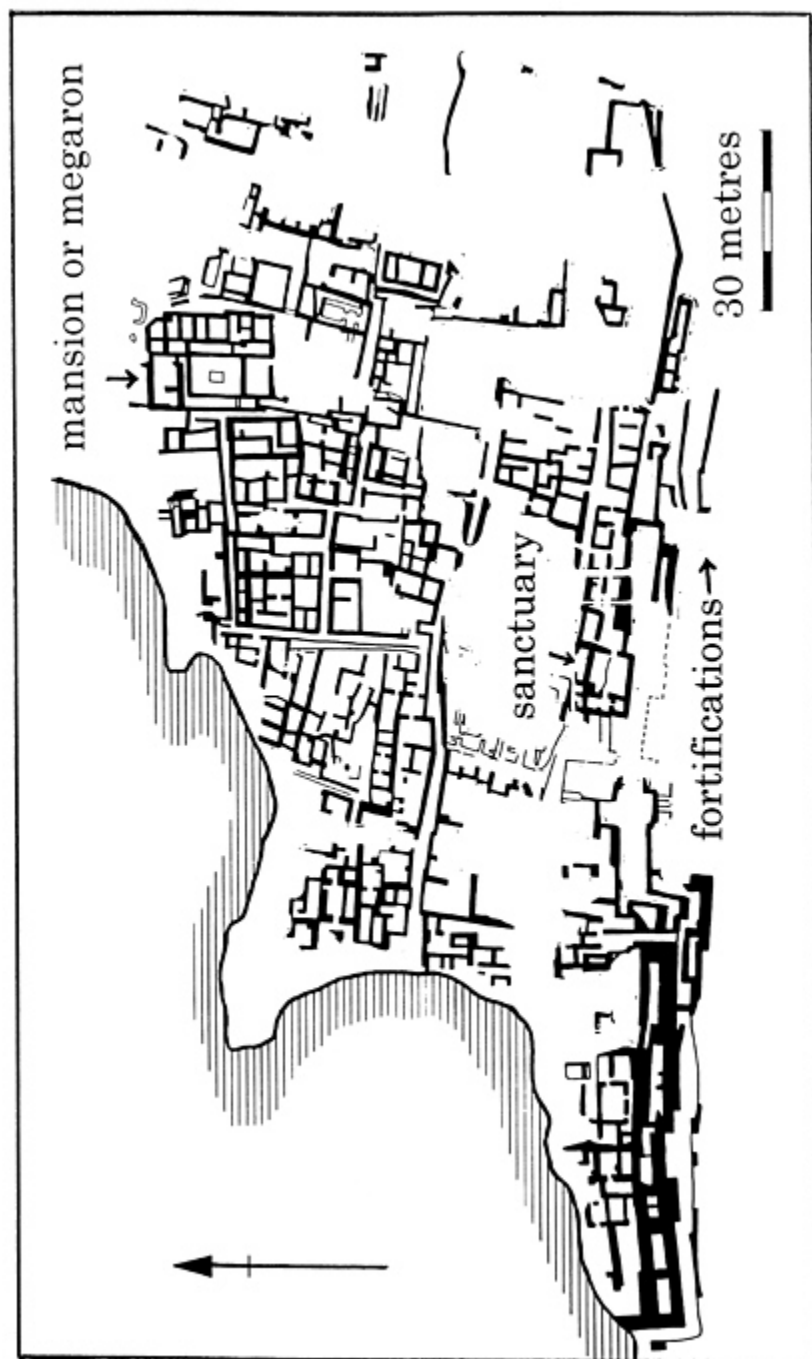 mansion or megaron
sanctuary
30 metres
fortifications→